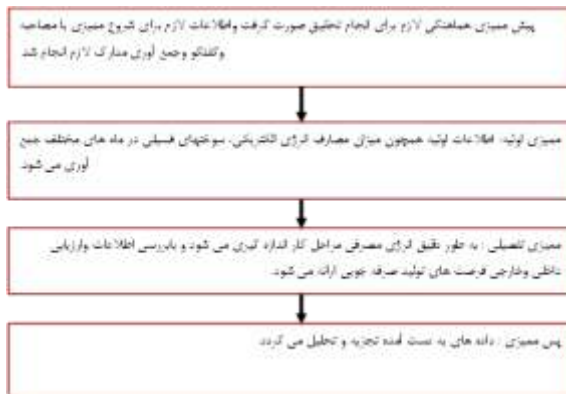 پیش ممیزی هماهنگی لازم برای انجام تحقیق صورت گرفت واطلاعات لازم برای شروع ممیزی با مصاحبه
وگفتگو وجمع آوری مدارک لازم انجام شد
ممیزی اولیه: اطلاعات اولیه همچون میزان مصارف انرژی الکتریکی، سوختهای فسیلی در ماه های مختلف جمع
آوری می شود.
ممیزی تفصیلی : به طور دقیق انرژی مصرفی مراحل کار اندازه گیری می شود و بابررسی اطلاعات وارزیابی
داخلی وخارجی فرصت های تولید صرفه جویی ارائه می شود.
پس ممیزی : داده های به دست آمده تجزیه و تحلیل می گردد.